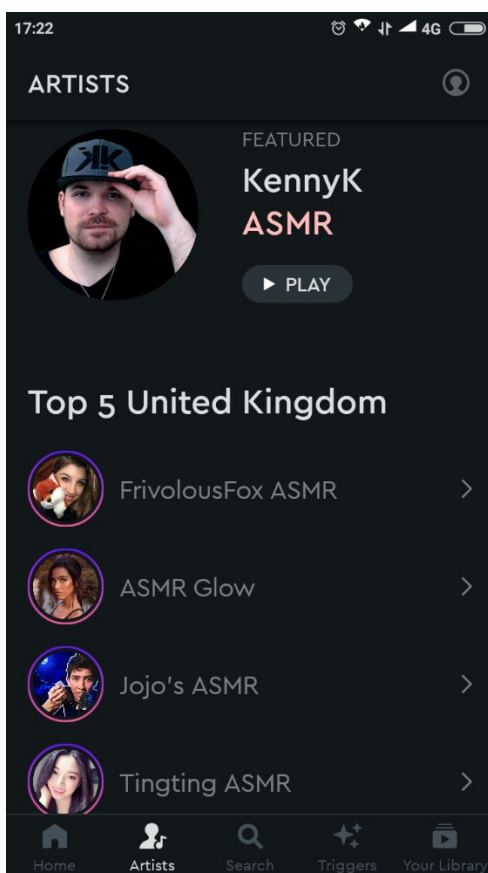 17:22
4G
ARTISTS
FEATURED
KennyK
ASMR
PLAY
Top 5 United Kingdom
FrivolousFox ASMR
ASMR Glow
Jojo's ASMR
Tingting ASMR
Home Artists Search Triggers Your Library